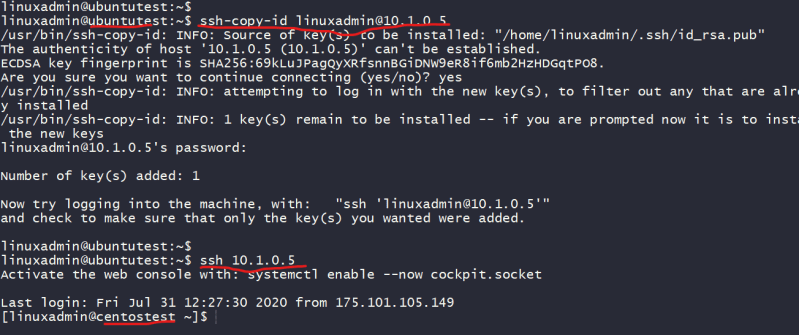 linuxadmin@ubuntutest:~$
linuxadmin@ubuntutest:~$ ssh-copy-id linuxadmin@10.1.0.5
/usr/bin/ssh-copy-id: INFO: Source of key(s) to be installed: "/home/linuxadmin/.ssh/id_rsa.pub"
The authenticity of host '10.1.0.5 (10.1.0.5)' can't be established.
ECDSA key fingerprint is SHA256:69kLuJPagQyXRfsnnBGiDNW9eR8if6mb2HzHDGqtPO8.
Are you sure you want to continue connecting (yes/no)? yes
/usr/bin/ssh-copy-id: INFO: attempting to log in with the new key(s), to filter out any that are alre
y installed
/usr/bin/ssh-copy-id: INFO: 1 key(s) remain to be installed -- if you are prompted now it is to insta
the new keys
linuxadmin@10.1.0.5's password:
Number of key(s) added: 1
Now try logging into the machine, with: "ssh 'linuxadmin@10.1.0.5'"
and check to make sure that only the key(s) you wanted were added.
linuxadmin@ubuntutest:~$
linuxadmin@ubuntutest:~$ ssh 10.1.0.5
Activate the web console with: systemctl enable --now cockpit.socket
Last login: Fri Jul 31 12:27:30 2020 from 175.101.105.149
[linuxadmin@centostest ~]$